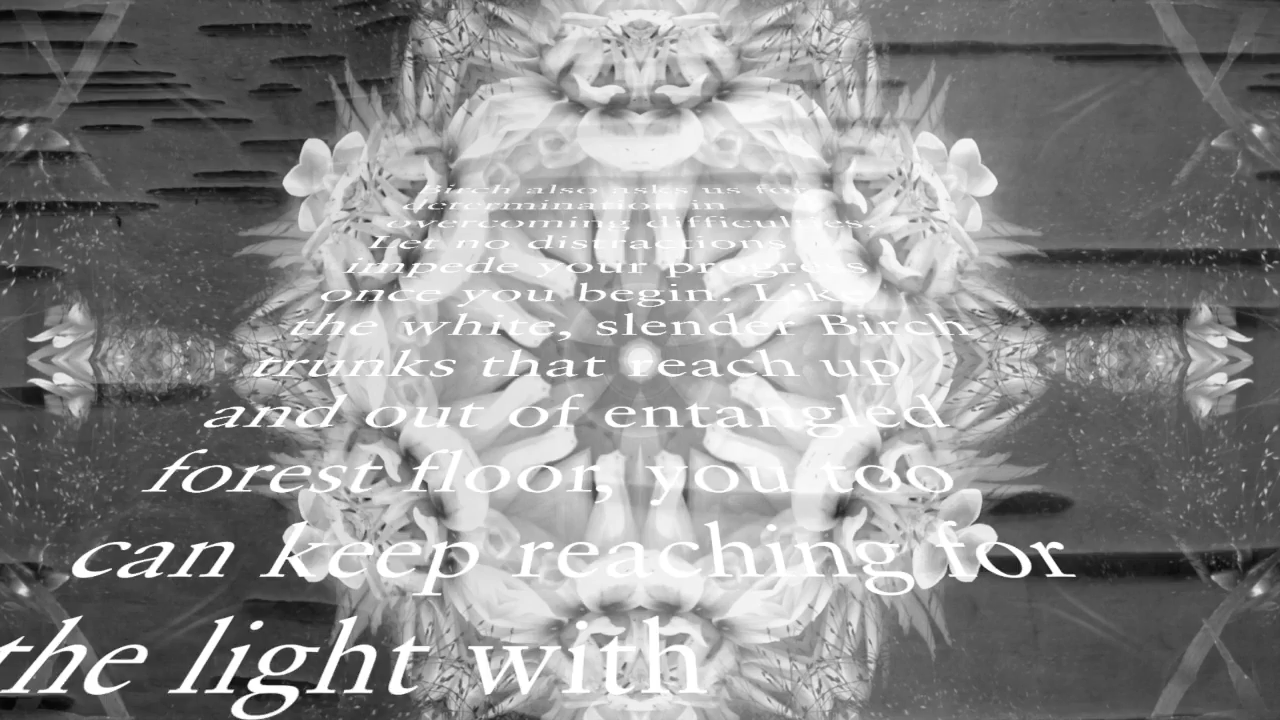 Birch also asks us for
determination in
overcoming difficulties.
Let no distractions
impede your progress
once you begin. Like
the white, slender Birch
trunks that reach up
and out of entangled
forest floor, you too
can keep reaching for
the light with